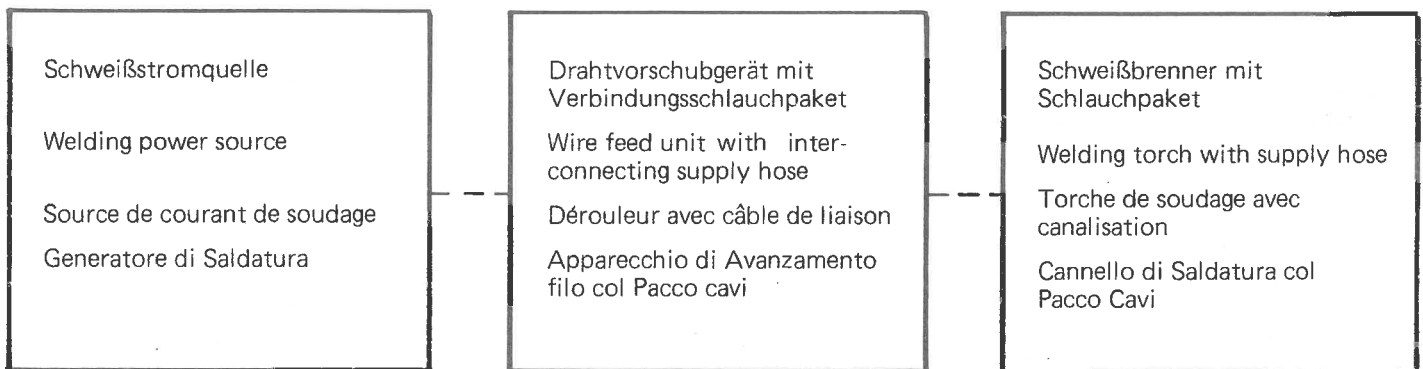 Schweißstromquelle
Welding power source
Source de courant de soudage
Generatore di Saldatura
Drahtvorschubgerät mit
Verbindungsschlauchpaket
Wire feed unit with inter-
connecting supply hose
Dérouleur avec câble de liaison
Apparecchio di Avanzamento
filo col Pacco cavi
Schweißbrenner mit
Schlauchpaket
Welding torch with supply hose
Torche de soudage avec
canalisation
Cannello di Saldatura col
Pacco Cavi